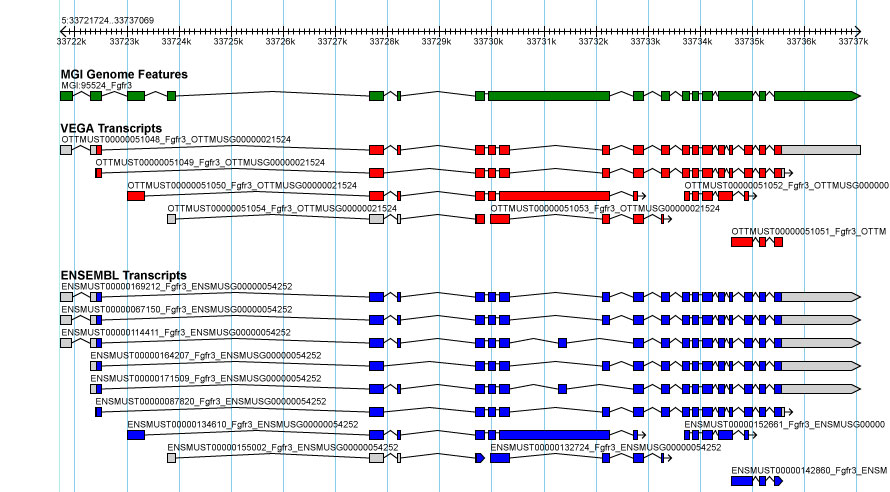 5:33721724..33737069
33722k 33723k 33724k 33725k 33726k 33727k 33728k 33729k 33730k 33731k 33732k 33733k 33734k 33735k 33736k 33737k
MGI Genome Features
MGI:95524_Fgfr3
VEGA Transcripts
OTTMUST00000051048_Fgfr3_OTTMUSG00000021524
OTTMUST00000051049_Fgfr3_OTTMUSG00000021524
OTTMUST00000051050_Fgfr3_OTTMUSG00000021524 OTTMUST00000051052_Fgfr3_OTTMUSG000000
OTTMUST00000051054_Fgfr3_OTTMUSG00000021524 OTTMUST00000051053_Fgfr3_OTTMUSG00000021524
OTTMUST00000051051_Fgfr3_OTTM
ENSEMBL Transcripts
ENSMUST00000169212_Fgfr3_ENSMUSG00000054252
ENSMUST00000067150_Fgfr3_ENSMUSG00000054252
ENSMUST00000114411_Fgfr3_ENSMUSG00000054252
ENSMUST00000164207_Fgfr3_ENSMUSG00000054252
ENSMUST00000171509_Fgfr3_ENSMUSG00000054252
ENSMUST00000087820_Fgfr3_ENSMUSG00000054252
ENSMUST00000134610_Fgfr3_ENSMUSG00000054252 ENSMUST00000152661_Fgfr3_ENSMUSG00000
ENSMUST00000155002_Fgfr3_ENSMUSG00000054252 ENSMUST00000132724_Fgfr3_ENSMUSG00000054252
ENSMUST00000142860_Fgfr3_ENSM